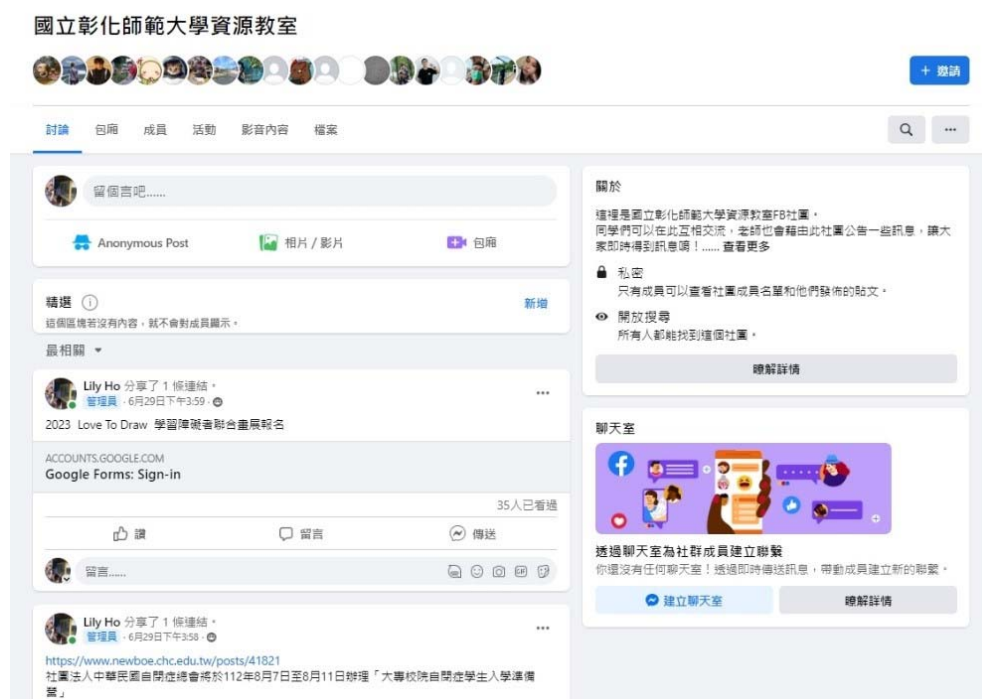 國立彰化師範大學資源教室
+ 邀請
討論 包廂 成員 活動 影音內容 檔案
留個言吧......
Anonymous Post 相片 / 影片 包廂
精選
新增
這個區塊若沒有內容,就不會對成員顯示。
最相關
Lily Ho 分享了 1 條連結。
管理員 · 6月29日下午3:59 ·
2023 Love To Draw 學習障礙者聯合畫展報名
ACCOUNTS.GOOGLE.COM
Google Forms: Sign-in
35人已看過
讚 留言 傳送
留言......
GIF
Lily Ho 分享了 1 條連結。
管理員 · 6月29日下午3:58 ·
https://www.newboe.chc.edu.tw/posts/41821
社團法人中華民國自閉症總會將於112年8月7日至8月11日辦理「大專校院自閉症學生入學準備
營」
關於
這裡是國立彰化師範大學資源教室FB社團。
同學們可以在此互相交流,老師也會藉由此社團公告一些訊息,讓大
家即時得到訊息唷!...... 查看更多
私密
只有成員可以查看社團成員名單和他們發佈的貼文。
開放搜尋
所有人都能找到這個社團。
瞭解詳情
聊天室
透過聊天室為社群成員建立聯繫
你還沒有任何聊天室!透過即時傳送訊息,帶動成員建立新的聯繫。
建立聊天室 瞭解詳情